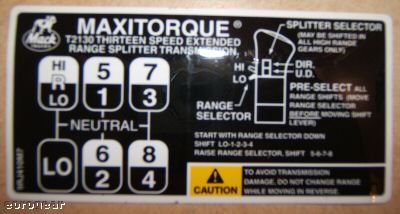 MAXITORQUE®
T2130 THIRTEEN SPEED EXTENDED
RANGE SPLITTER TRANSMISSION
Mack
TRUCKS
SPLITTER SELECTOR
(MAY BE SHIFTED IN
ALL HIGH RANGE
GEARS ONLY)
HI
LO
DIR.
U.D.
RANGE
SELECTOR
PRE-SELECT ALL
RANGE SHIFTS (MOVE
RANGE SELECTOR
BEFORE MOVING SHIFT
LEVER)
HI 5 7
R
LO 1 3
NEUTRAL
LO 6 8
2 4
START WITH RANGE SELECTOR DOWN
SHIFT LO-1-2-3-4
RAISE RANGE SELECTOR, SHIFT 5-6-7-8
CAUTION
TO AVOID TRANSMISSION
DAMAGE, DO NOT CHANGE RANGE
WHILE MOVING IN REVERSE.
eurogear